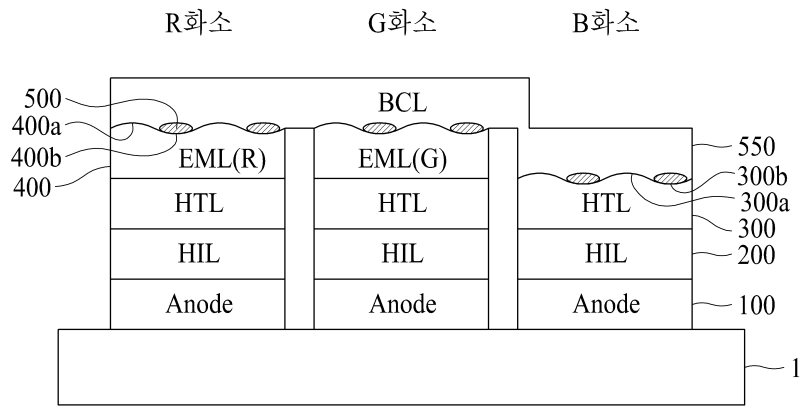 R화소 G화소 B화소
BCL
500
400a
400b
400
EML(R) EML(G)
550
300b
300a
HTL HTL HTL
300
HIL HIL HIL
200
Anode Anode Anode
100
1